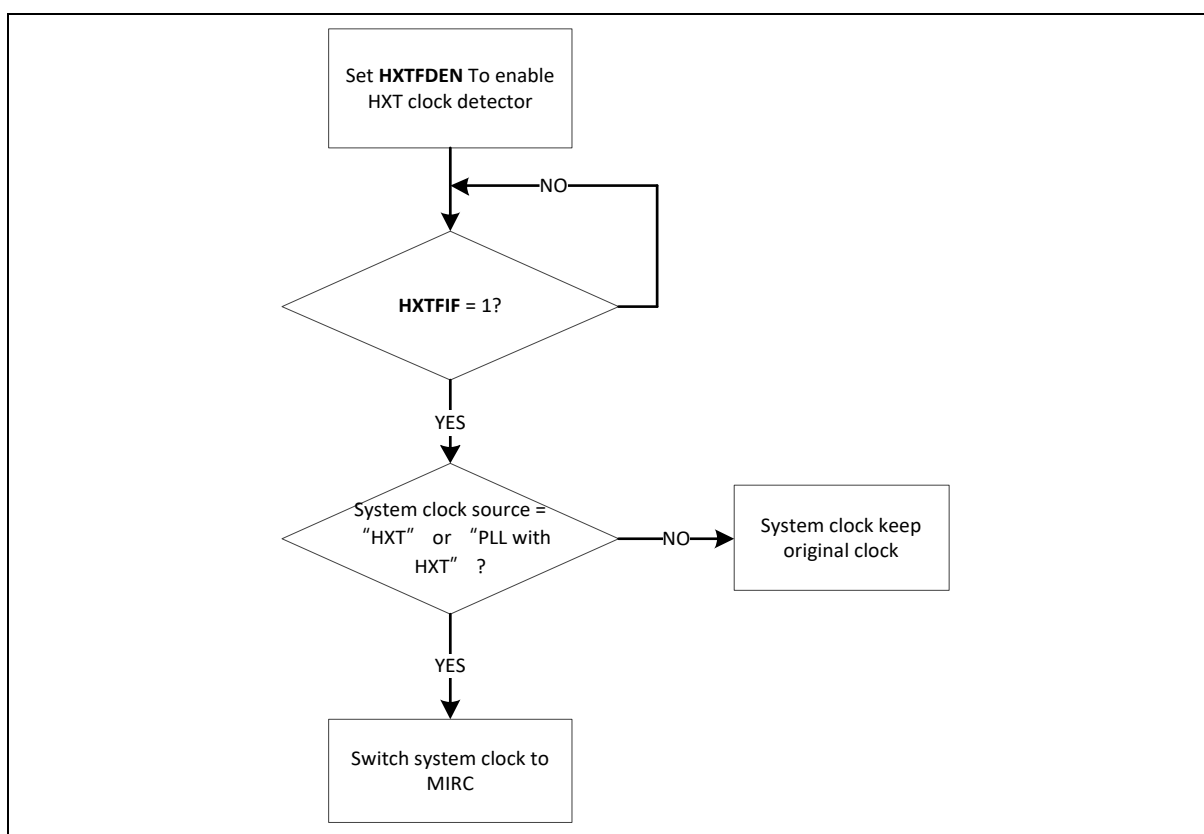 Set HXTFDEN To enable
HXT clock detector
NO
HXTFIF = 1?
YES
System clock source =
“HXT” or “PLL with
HXT” ?
NO
System clock keep
original clock
YES
Switch system clock to
MIRC